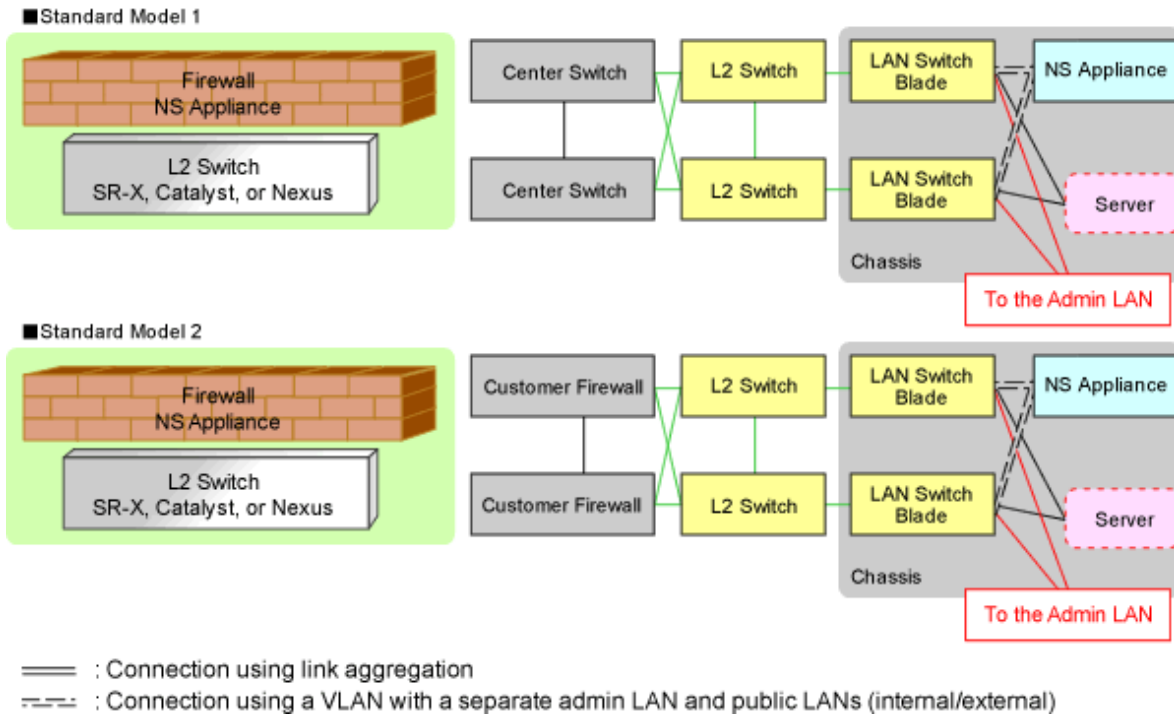 ■Standard Model 1
Firewall
NS Appliance
L2 Switch
SR-X, Catalyst, or Nexus
Center Switch
L2 Switch
LAN Switch
Blade
NS Appliance
Center Switch
L2 Switch
LAN Switch
Blade
Server
Chassis
To the Admin LAN
■Standard Model 2
Firewall
NS Appliance
L2 Switch
SR-X, Catalyst, or Nexus
Customer Firewall
L2 Switch
LAN Switch
Blade
NS Appliance
Customer Firewall
L2 Switch
LAN Switch
Blade
Server
Chassis
To the Admin LAN
: Connection using link aggregation
: Connection using a VLAN with a separate admin LAN and public LANs (internal/external)